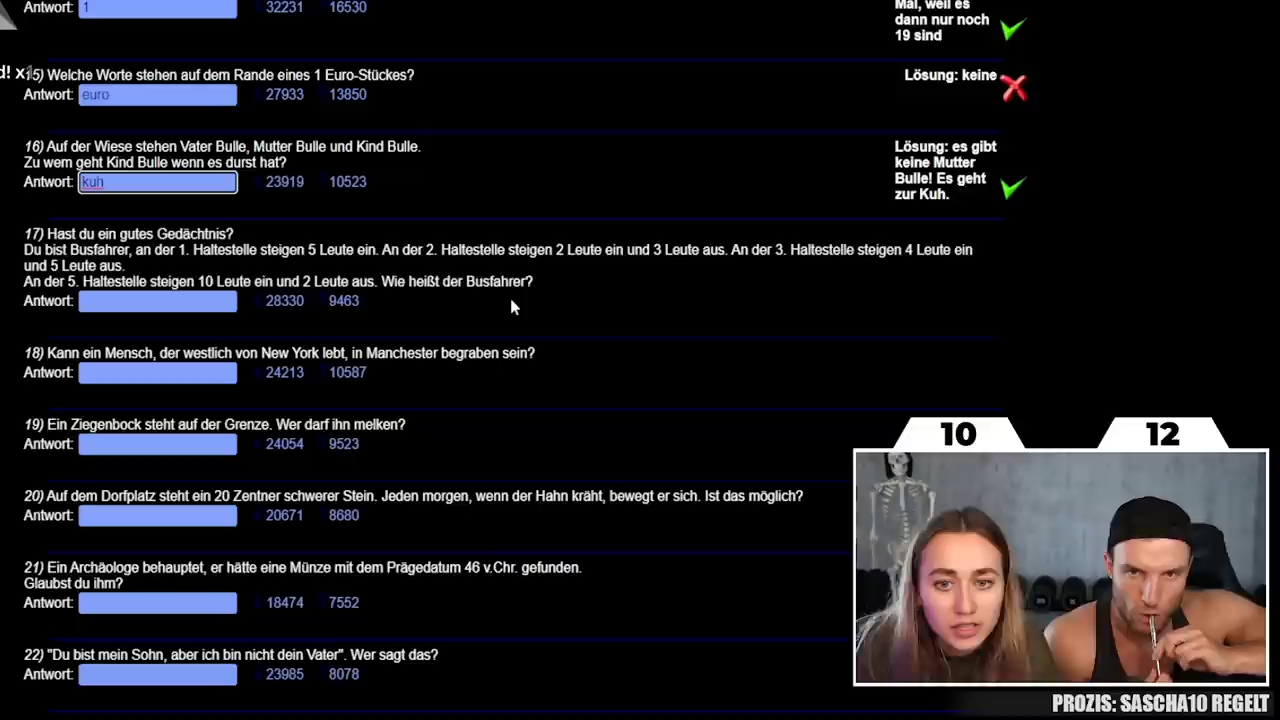 Antwort: 1 32231 16530
Mal, weil es
dann nur noch
19 sind
d! x
15) Welche Worte stehen auf dem Rande eines 1 Euro-Stückes?
Lösung: keine
Antwort: euro 27933 13850
16) Auf der Wiese stehen Vater Bulle, Mutter Bulle und Kind Bulle.
Zu wem geht Kind Bulle wenn es durst hat?
Antwort: kuh 23919 10523
Lösung: es gibt
keine Mutter
Bulle! Es geht
zur Kuh.
17) Hast du ein gutes Gedächtnis?
Du bist Busfahrer, an der 1. Haltestelle steigen 5 Leute ein. An der 2. Haltestelle steigen 2 Leute ein und 3 Leute aus. An der 3. Haltestelle steigen 4 Leute ein
und 5 Leute aus.
An der 5. Haltestelle steigen 10 Leute ein und 2 Leute aus. Wie heißt der Busfahrer?
Antwort: 28330 9463
18) Kann ein Mensch, der westlich von New York lebt, in Manchester begraben sein?
Antwort: 24213 10587
19) Ein Ziegenbock steht auf der Grenze. Wer darf ihn melken?
Antwort: 24054 9523
20) Auf dem Dorfplatz steht ein 20 Zentner schwerer Stein. Jeden morgen, wenn der Hahn kräht, bewegt er sich. Ist das möglich?
Antwort: 20671 8680
21) Ein Archäologe behauptet, er hätte eine Münze mit dem Prägedatum 46 v.Chr. gefunden.
Glaubst du ihm?
Antwort: 18474 7552
22) "Du bist mein Sohn, aber ich bin nicht dein Vater". Wer sagt das?
Antwort: 23985 8078
10 12
PROZIS: SASCHA10 REGELT